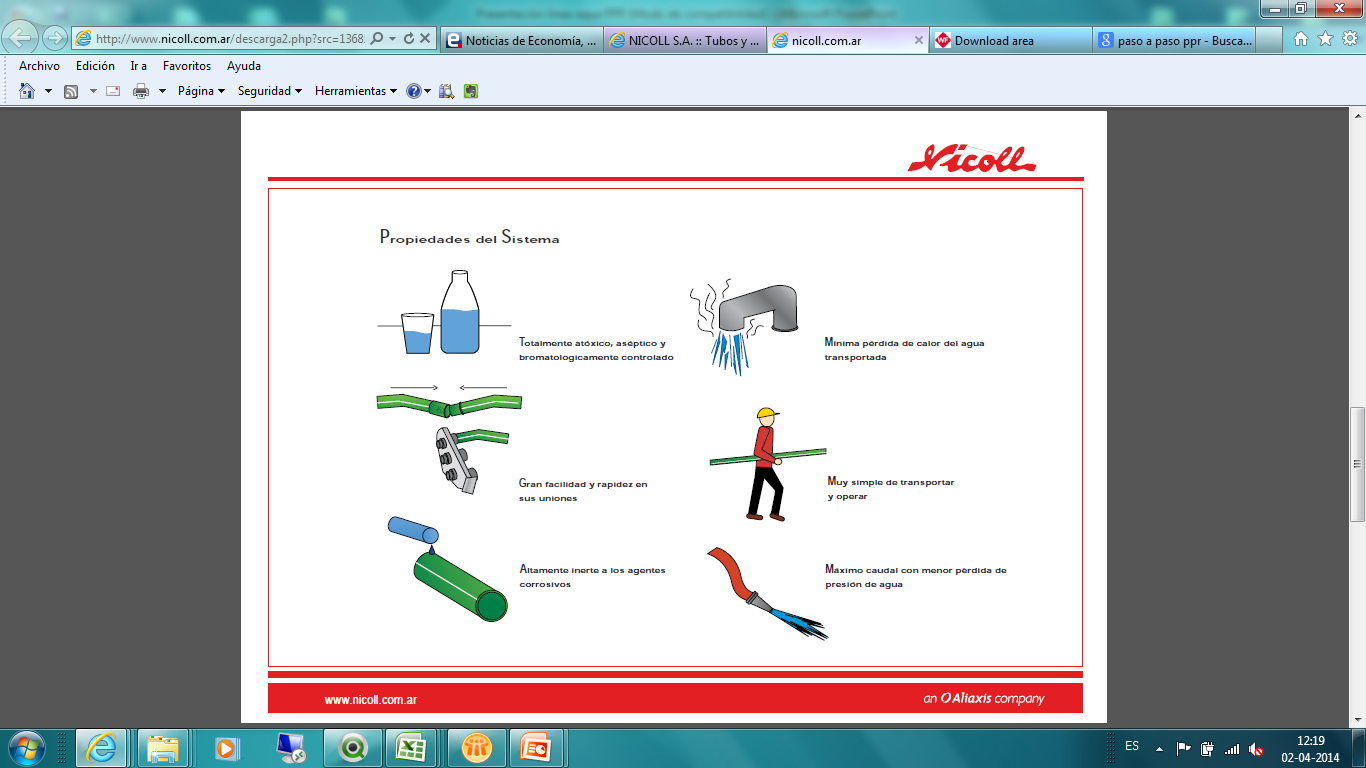 http://www.nicoll.com.ar/descarga2.php?src=1368
Noticias de Economía, ...
NICOLL S.A. :: Tubos y ...
nicoll.com.ar
Download area
paso a paso ppr - Busca...
Archivo Edición Ir a Favoritos Ayuda
Página Seguridad Herramientas
Nicoll
Propiedades del Sistema
Totalmente atóxico, aséptico y
bromatologicamente controlado
Mínima pérdida de calor del agua
transportada
Gran facilidad y rapidez en
sus uniones
Muy simple de transportar
y operar
Altamente inerte a los agentes
corrosivos
Máximo caudal con menor pérdida de
presión de agua
www.nicoll.com.ar
an Aliaxis company
ES
12:19
02-04-2014